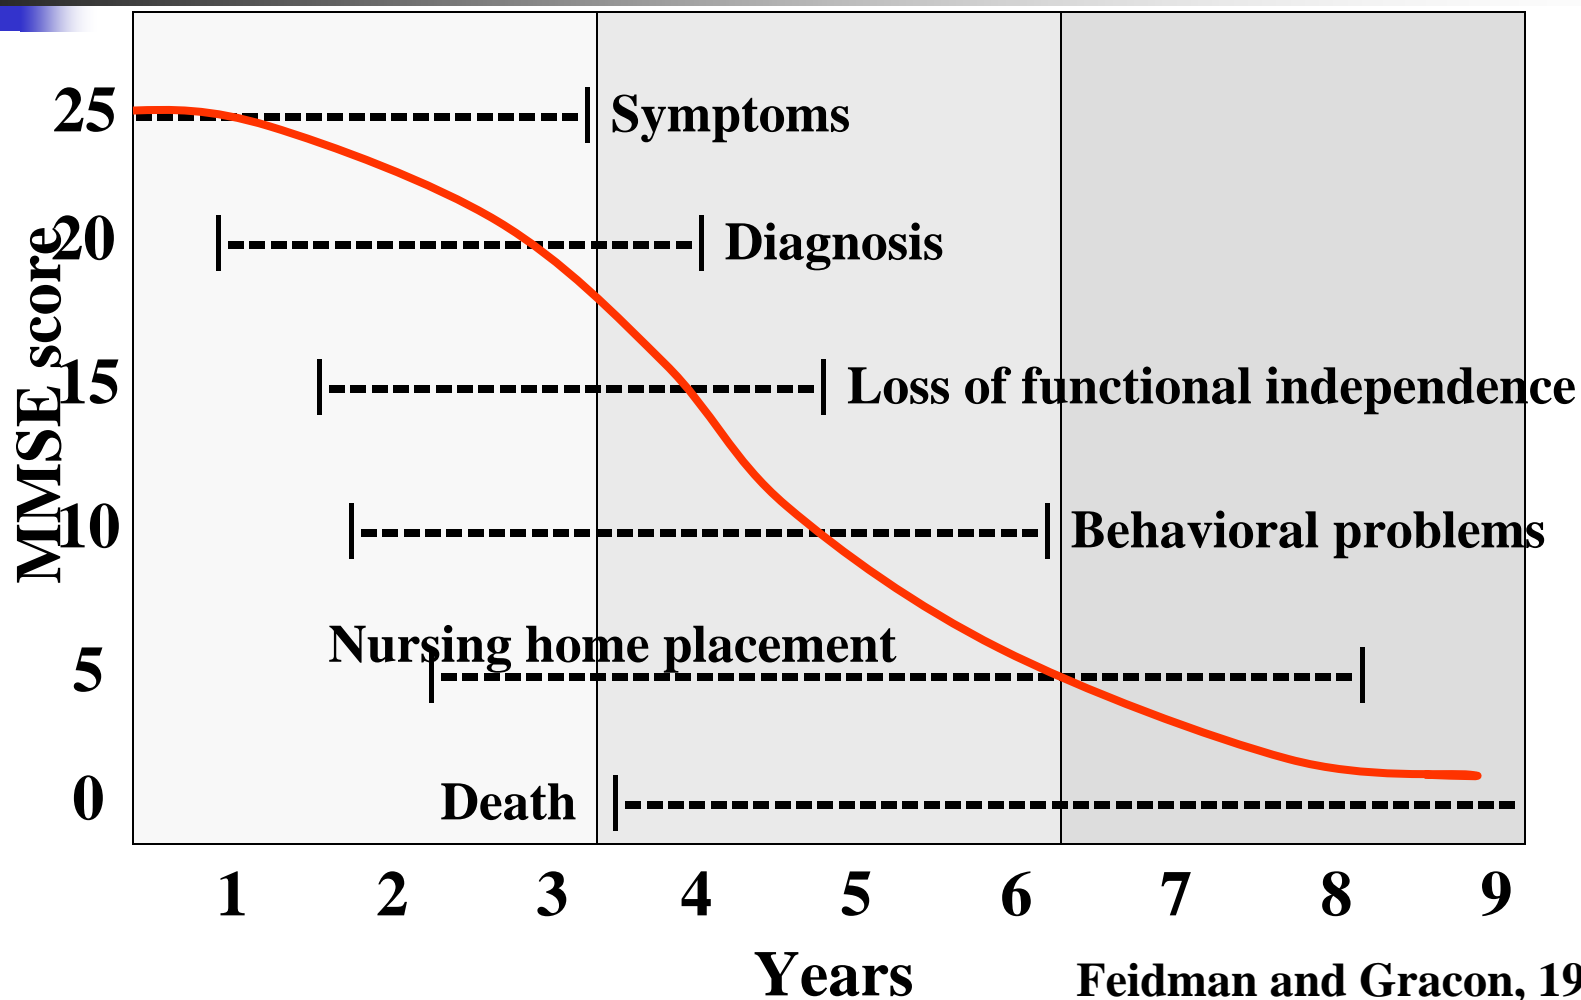 25
Symptoms
20
Diagnosis
MMSE score
15
Loss of functional independence
10
Behavioral problems
Nursing home placement
5
Death
0
1 2 3 4 5 6 7 8 9
Years
Feidman and Gracon, 19